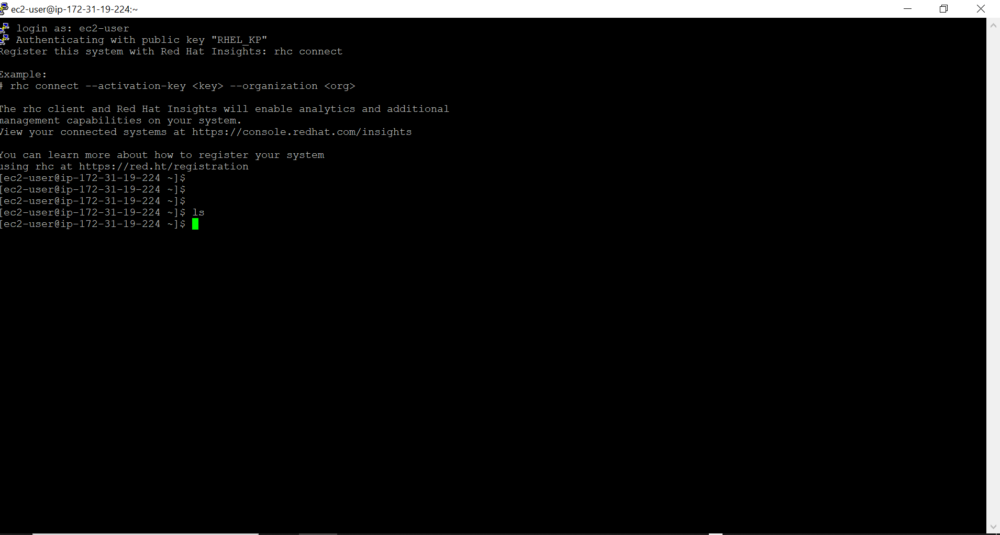 ec2-user@ip-172-31-19-224:~
login as: ec2-user
Authenticating with public key "RHEL_KP"
Register this system with Red Hat Insights: rhc connect
Example:
# rhc connect --activation-key <key> --organization <org>
The rhc client and Red Hat Insights will enable analytics and additional
management capabilities on your system.
View your connected systems at https://console.redhat.com/insights
You can learn more about how to register your system
using rhc at https://red.ht/registration
[ec2-user@ip-172-31-19-224 ~]$
[ec2-user@ip-172-31-19-224 ~]$
[ec2-user@ip-172-31-19-224 ~]$
[ec2-user@ip-172-31-19-224 ~]$ ls
[ec2-user@ip-172-31-19-224 ~]$